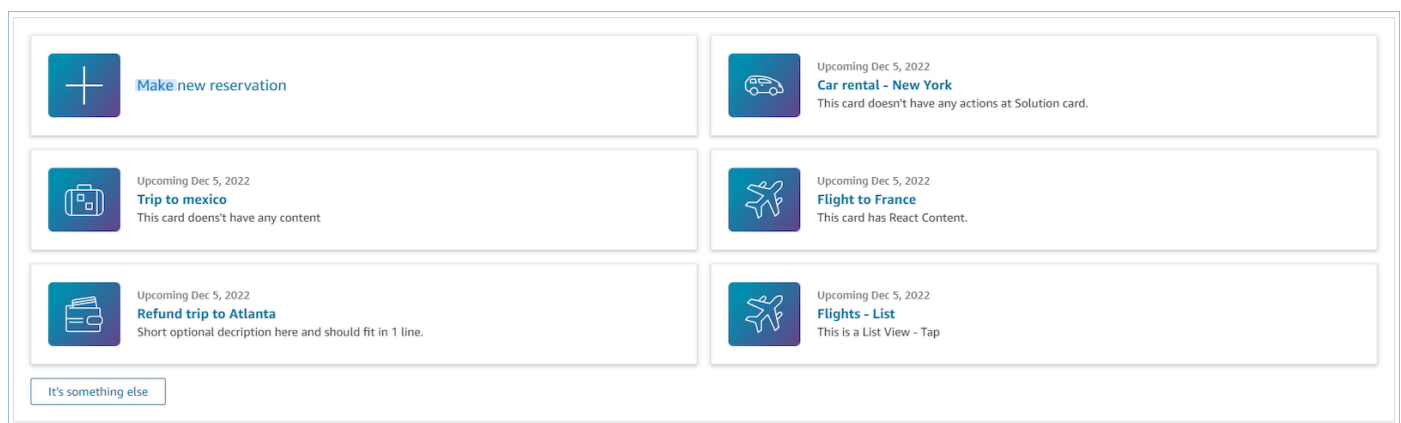 Make new reservation
Upcoming Dec 5, 2022
Car rental - New York
This card doesn't have any actions at Solution card.
Upcoming Dec 5, 2022
Trip to mexico
This card doens't have any content
Upcoming Dec 5, 2022
Flight to France
This card has React Content.
Upcoming Dec 5, 2022
Refund trip to Atlanta
Short optional decription here and should fit in 1 line.
Upcoming Dec 5, 2022
Flights - List
This is a List View - Tap
It's something else